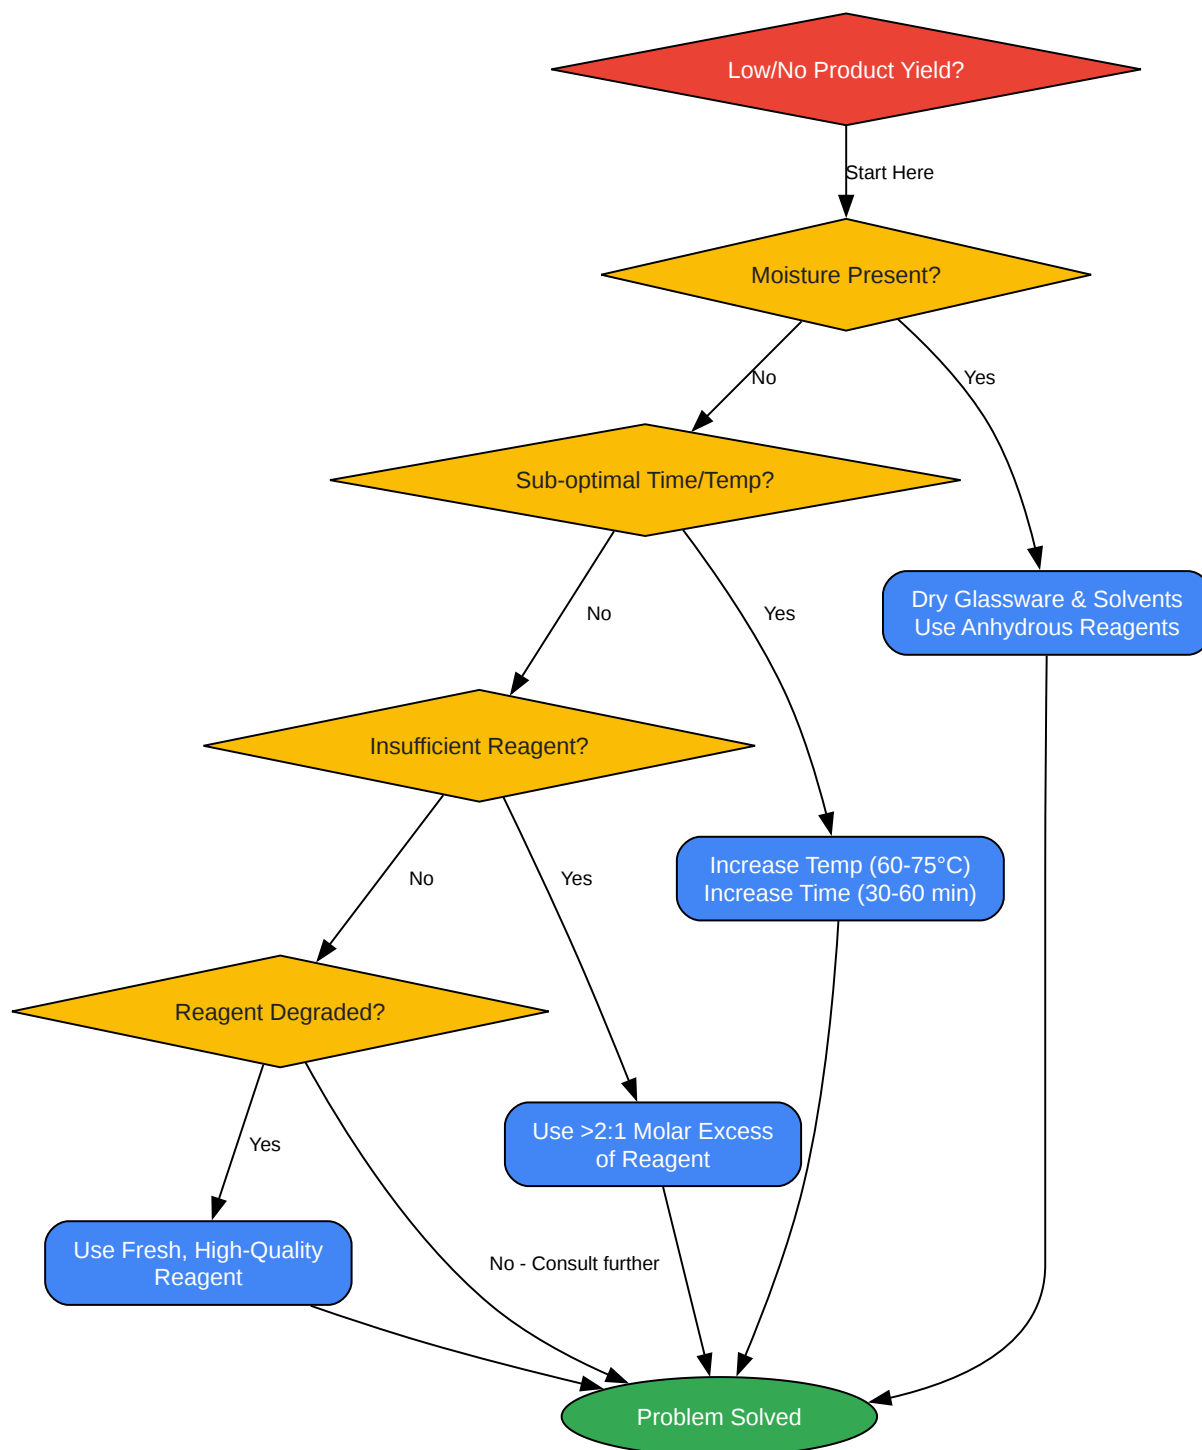 Low/No Product Yield?
Start Here
Moisture Present?
No
Yes
Sub-optimal Time/Temp?
Dry Glassware & Solvents
Use Anhydrous Reagents
No
Yes
Insufficient Reagent?
Increase Temp (60-75°C)
Increase Time (30-60 min)
No
Yes
Reagent Degraded?
Use >2:1 Molar Excess
of Reagent
Yes
Use Fresh, High-Quality
Reagent
No - Consult further
Problem Solved